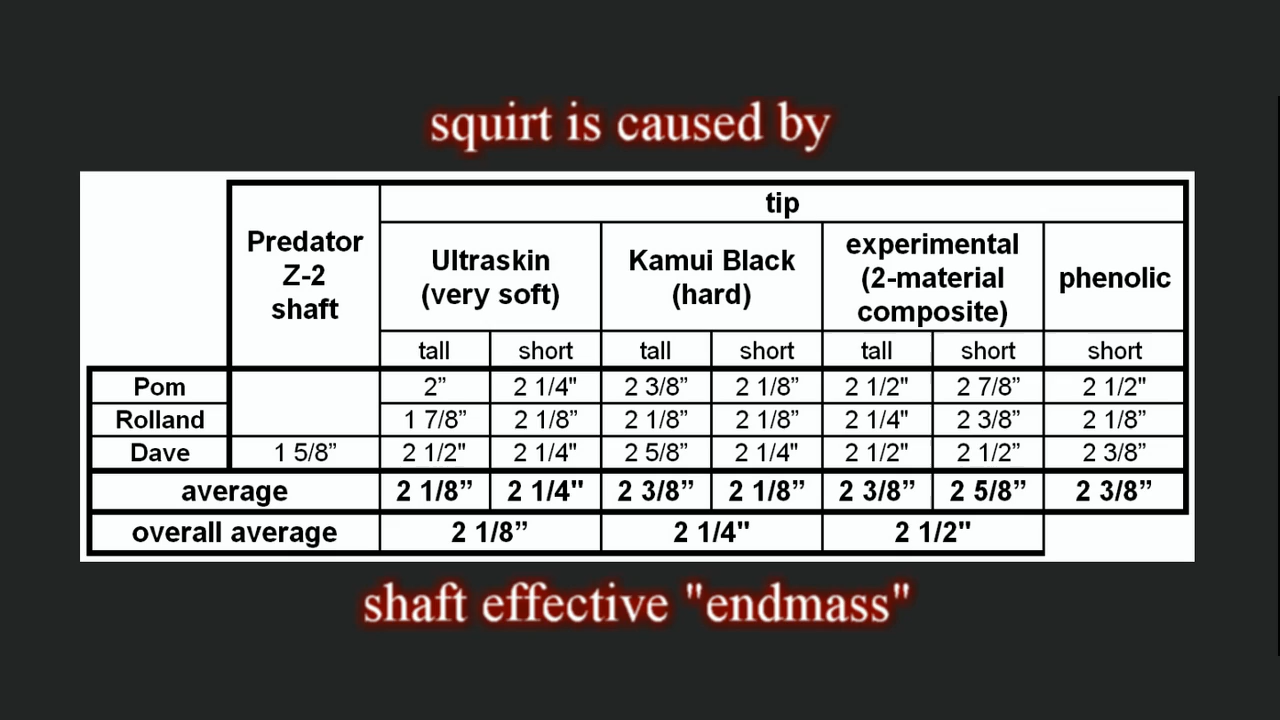 squirt is caused by
tip
Predator Z-2 shaft
Ultraskin (very soft)
Kamui Black (hard)
experimental (2-material composite)
phenolic
tall short tall short tall short short
Pom 2” 2 1/4" 2 3/8” 2 1/8” 2 1/2" 2 7/8” 2 1/2"
Rolland 1 7/8” 2 1/8” 2 1/8” 2 1/8” 2 1/4" 2 3/8” 2 1/8”
Dave 1 5/8” 2 1/2" 2 1/4" 2 5/8” 2 1/4" 2 1/2" 2 1/2” 2 3/8”
average 2 1/8” 2 1/4" 2 3/8” 2 1/8” 2 3/8” 2 5/8” 2 3/8”
overall average 2 1/8” 2 1/4" 2 1/2"
shaft effective "endmass"